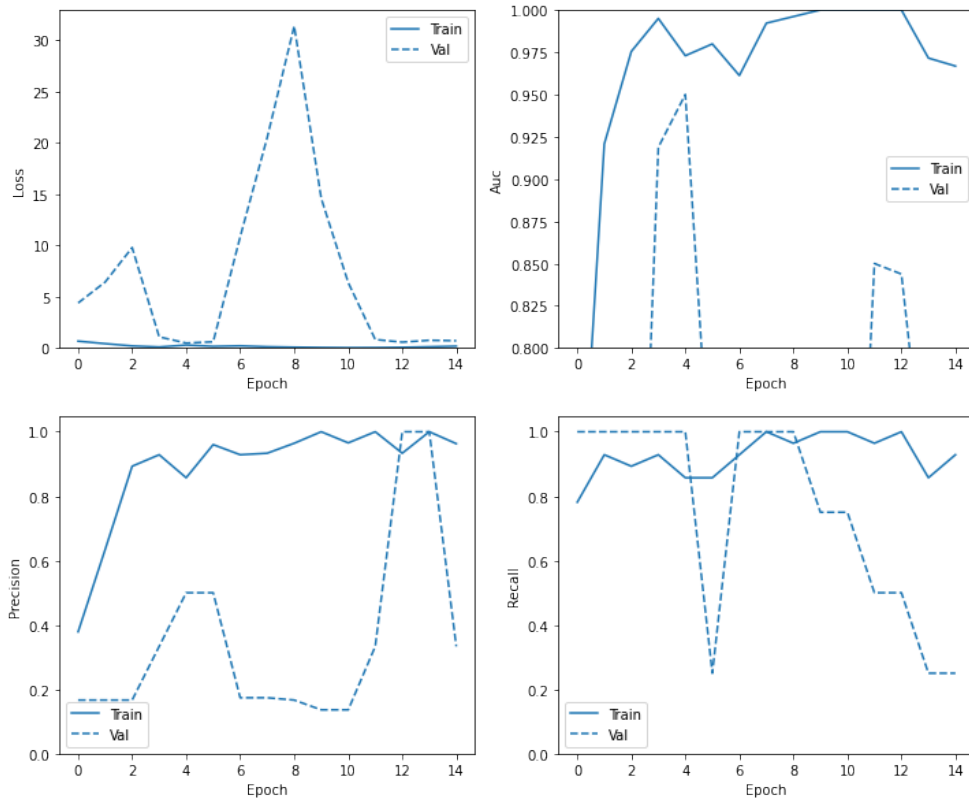 30
25
20
15
10
5
0
Loss
Train
Val
0 2 4 6 8 10 12 14
Epoch
1.000
0.975
0.950
0.925
0.900
0.875
0.850
0.825
0.800
Auc
Train
Val
0 2 4 6 8 10 12 14
Epoch
1.0
0.8
0.6
0.4
0.2
0.0
Precision
Train
Val
0 2 4 6 8 10 12 14
Epoch
1.0
0.8
0.6
0.4
0.2
0.0
Recall
Train
Val
0 2 4 6 8 10 12 14
Epoch